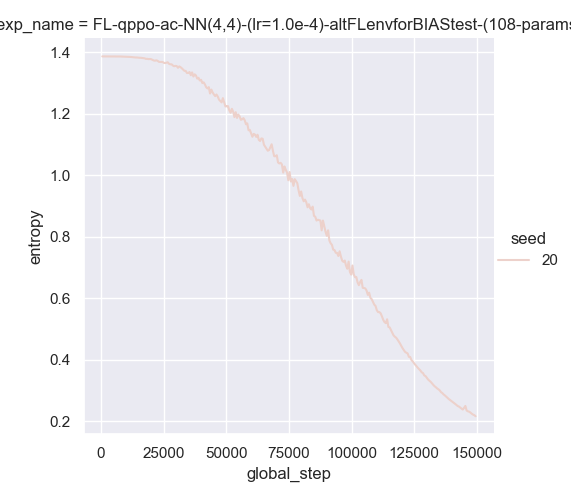 exp_name = FL-qppo-ac-NN(4,4)-(lr=1.0e-4)-altFLenvforBIAStest-(108-params
1.4
1.2
1.0
0.8
0.6
0.4
0.2
entropy
0 25000 50000 75000 100000 125000 150000
global_step
seed
20